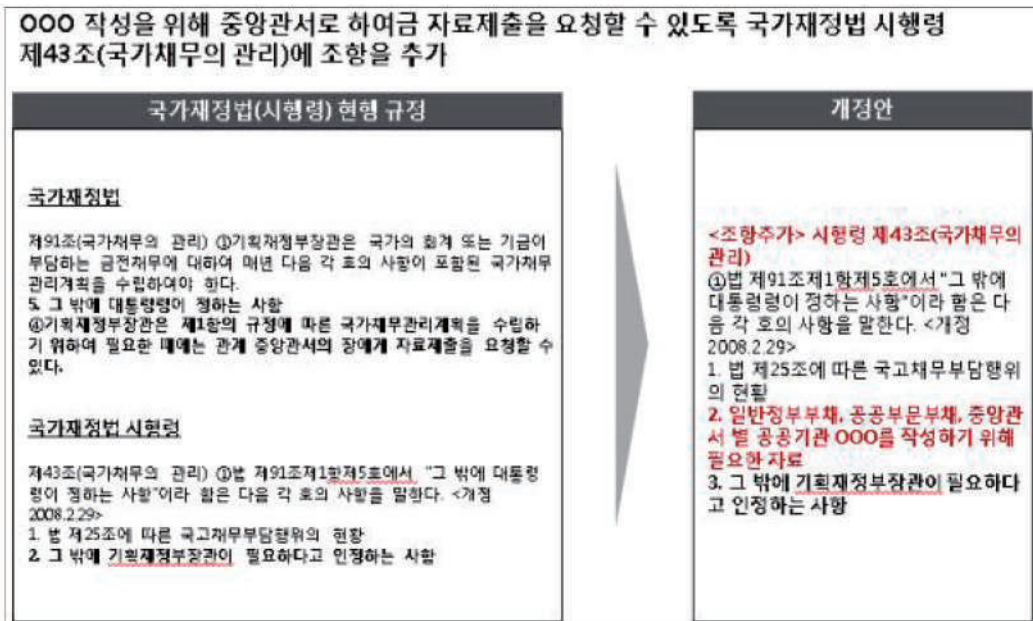 OOO 작성을 위해 중앙관서로 하여금 자료제출을 요청할 수 있도록 국가재정법 시행령
제43조(국가채무의 관리)에 조항을 추가
국가재정법(시행령) 현행 규정
국가재정법
제91조(국가채무의 관리) ①기획재정부장관은 국가의 회계 또는 기금이
부담하는 금전채무에 대하여 매년 다음 각 호의 사항이 포함된 국가채무
관리계획을 수립하여야 한다.
5. 그 밖에 대통령령이 정하는 사항
④기획재정부장관은 제1항의 규정에 따른 국가채무관리계획을 수립하
기 위하여 필요한 때에는 관계 중앙관서의 장에게 자료제출을 요청할 수
있다.
국가재정법 시행령
제43조(국가채무의 관리) ①법 제91조제1항제5호에서 "그 밖에 대통령
령이 정하는 사항"이라 함은 다음 각 호의 사항을 말한다. <개정
2008.2.29>
1. 법 제25조에 따른 국고채무부담행위의 현황
2. 그 밖에 기획재정부장관이 필요하다고 인정하는 사항
개정안
<조항추가> 시행령 제43조(국가채무의
관리)
①법 제91조제1항제5호에서 "그 밖에
대통령령이 정하는 사항"이라 함은 다
음 각 호의 사항을 말한다. <개정
2008.2.29>
1. 법 제25조에 따른 국고채무부담행위
의 현황
2. 일반정부부채, 공공부문부채, 중앙관
서 별 공공기관 OOO를 작성하기 위해
필요한 자료
3. 그 밖에 기획재정부장관이 필요하다
고 인정하는 사항